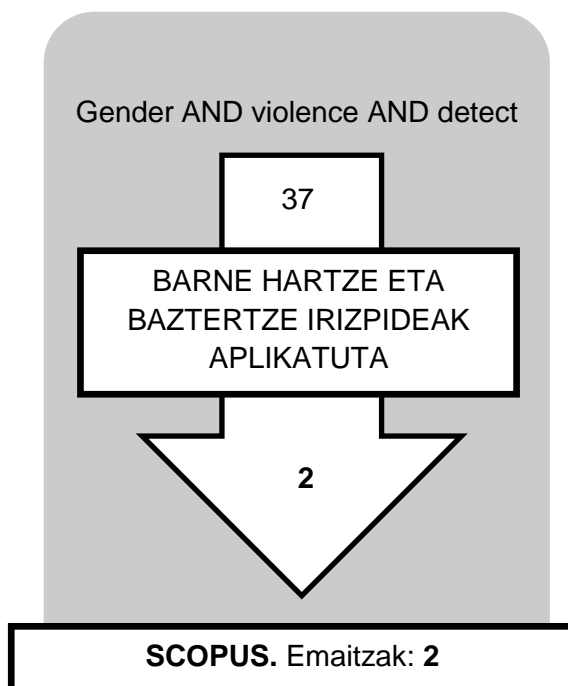 Gender AND violence AND detect
37
BARNE HARTZE ETA
BAZTERTZE IRIZPIDEAK
APLIKATUTA
2
SCOPUS. Emaitzak: 2